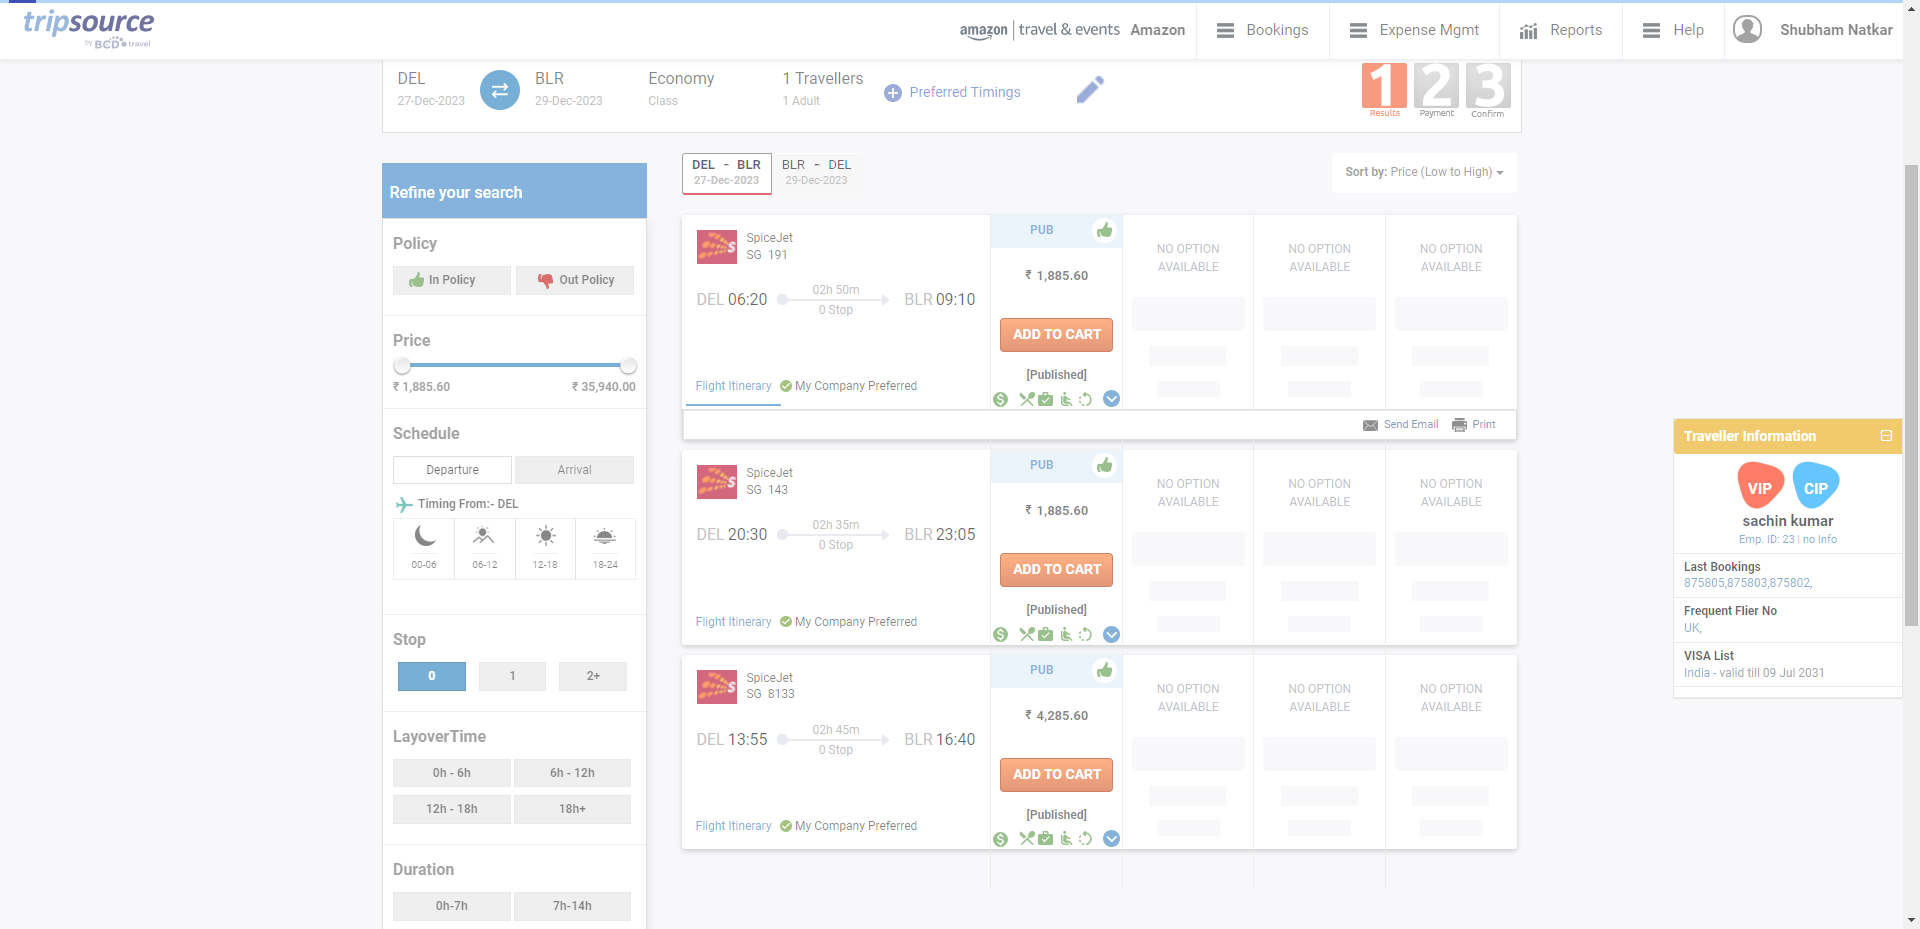 tripsource
by BCD travel
amazon travel & events Amazon
Bookings
Expense Mgmt
Reports
Help
Shubham Natkar
DEL
27-Dec-2023
BLR
29-Dec-2023
Economy
Class
1 Travellers
1 Adult
Preferred Timings
1 2 3
Results Payment Confirm
DEL - BLR
27-Dec-2023
BLR - DEL
29-Dec-2023
Sort by: Price (Low to High)
Refine your search
Policy
In Policy
Out Policy
Price
₹ 1,885.60
₹ 35,940.00
Schedule
Departure
Arrival
Timing From:- DEL
00-06
06-12
12-18
18-24
Stop
0
1
2+
LayoverTime
0h - 6h
6h - 12h
12h - 18h
18h+
Duration
0h-7h
7h-14h
SpiceJet
SG 191
DEL 06:20
02h 50m
0 Stop
BLR 09:10
Flight Itinerary
My Company Preferred
PUB
₹ 1,885.60
ADD TO CART
[Published]
NO OPTION
AVAILABLE
NO OPTION
AVAILABLE
NO OPTION
AVAILABLE
Send Email
Print
SpiceJet
SG 143
DEL 20:30
02h 35m
0 Stop
BLR 23:05
Flight Itinerary
My Company Preferred
PUB
₹ 1,885.60
ADD TO CART
[Published]
NO OPTION
AVAILABLE
NO OPTION
AVAILABLE
NO OPTION
AVAILABLE
SpiceJet
SG 8133
DEL 13:55
02h 45m
0 Stop
BLR 16:40
Flight Itinerary
My Company Preferred
PUB
₹ 4,285.60
ADD TO CART
[Published]
NO OPTION
AVAILABLE
NO OPTION
AVAILABLE
NO OPTION
AVAILABLE
Traveller Information
VIP
CIP
sachin kumar
Emp. ID: 23 | no info
Last Bookings
875805,875803,875802,
Frequent Flier No
UK,
VISA List
India - valid till 09 Jul 2031